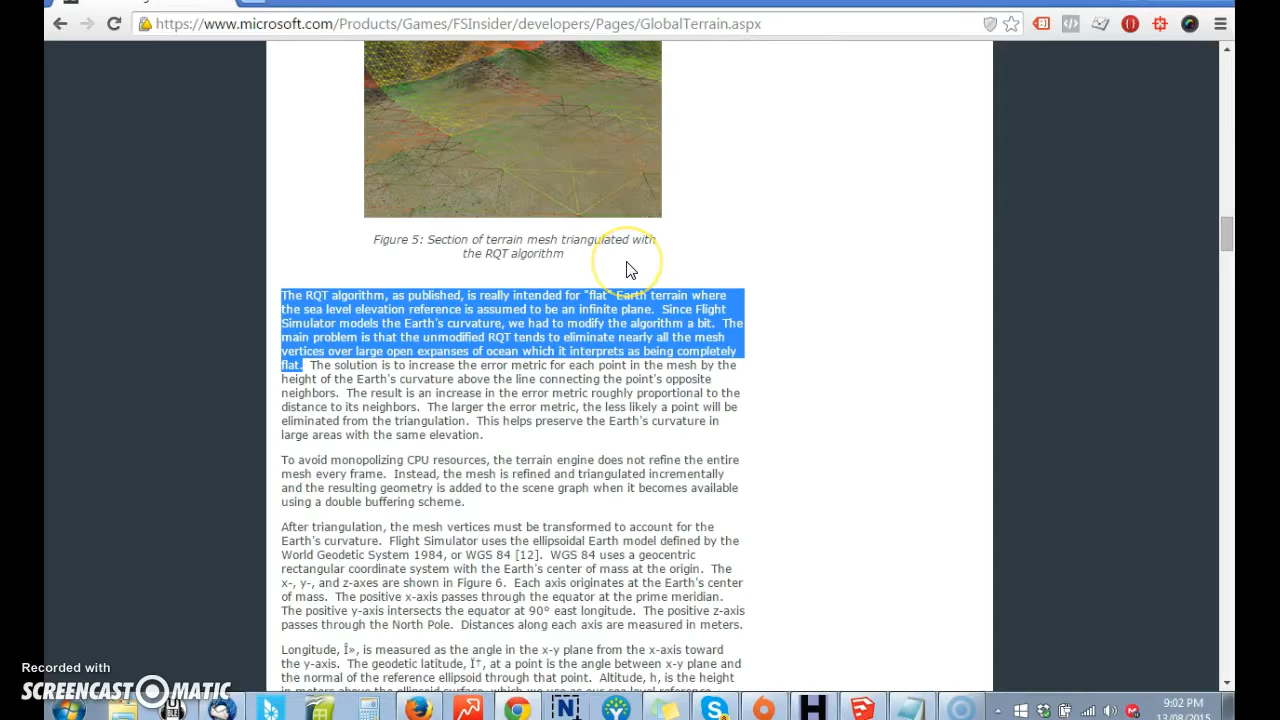 https://www.microsoft.com/Products/Games/FSInsider/developers/Pages/GlobalTerrain.aspx
Figure 5: Section of terrain mesh triangulated with
the RQT algorithm
The RQT algorithm, as published, is really intended for "flat" Earth terrain where
the sea level elevation reference is assumed to be an infinite plane.  Since Flight
Simulator models the Earth's curvature, we had to modify the algorithm a bit.  The
main problem is that the unmodified RQT tends to eliminate nearly all the mesh
vertices over large open expanses of ocean which it interprets as being completely
flat.  The solution is to increase the error metric for each point in the mesh by the
height of the Earth's curvature above the line connecting the point's opposite
neighbors.  The result is an increase in the error metric roughly proportional to the
distance to its neighbors.  The larger the error metric, the less likely a point will be
eliminated from the triangulation.  This helps preserve the Earth's curvature in
large areas with the same elevation.
To avoid monopolizing CPU resources, the terrain engine does not refine the entire
mesh every frame.  Instead, the mesh is refined and triangulated incrementally
and the resulting geometry is added to the scene graph when it becomes available
using a double buffering scheme.
After triangulation, the mesh vertices must be transformed to account for the
Earth's curvature.  Flight Simulator uses the ellipsoidal Earth model defined by the
World Geodetic System 1984, or WGS 84 [12].  WGS 84 uses a geocentric
rectangular coordinate system with the Earth's center of mass at the origin.  The
x-, y-, and z-axes are shown in Figure 6.  Each axis originates at the Earth's center
of mass.  The positive x-axis passes through the equator at the prime meridian.
The positive y-axis intersects the equator at 90° east longitude.  The positive z-axis
passes through the North Pole.  Distances along each axis are measured in meters.
Longitude, Î», is measured as the angle in the x-y plane from the x-axis toward
the y-axis.  The geodetic latitude, Ï†, at a point is the angle between x-y plane and
the normal of the reference ellipsoid through that point.  Altitude, h, is the height
in meters above the ellipsoid surface, which we use as our sea level reference
Recorded with
SCREENCAST-O-MATIC
9:02 PM
13/08/2015